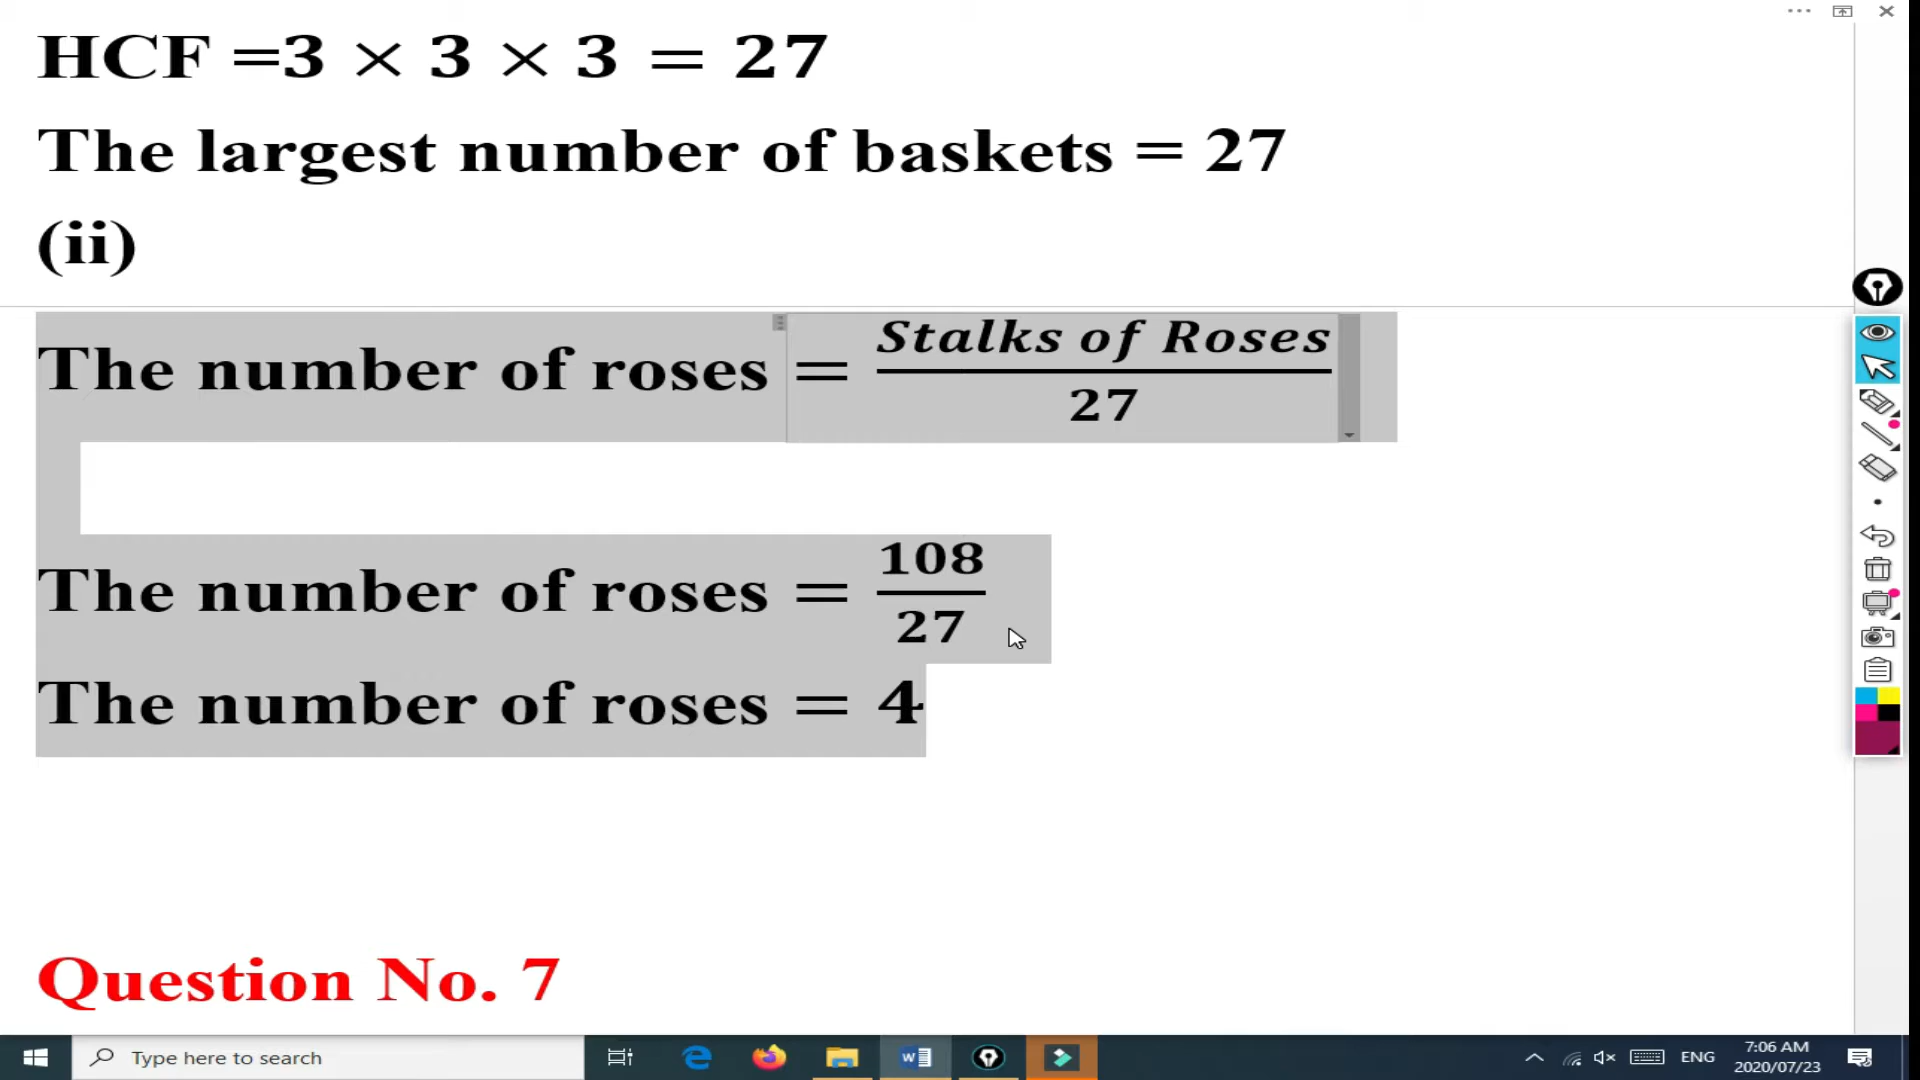 HCF =3 × 3 × 3 = 27
The largest number of baskets = 27
(ii)
The number of roses = Stalks of Roses / 27
The number of roses = 108 / 27
The number of roses = 4
Question No. 7
Type here to search
ENG
7:06 AM
2020/07/23